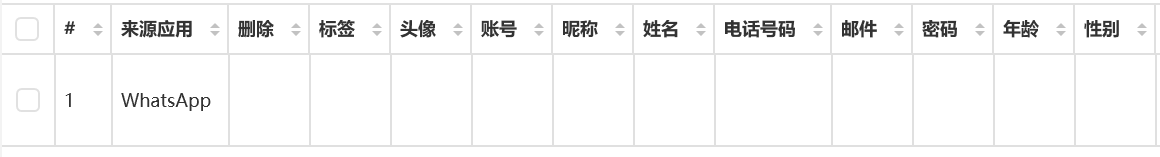 # 来源应用 删除 标签 头像 账号 昵称 姓名 电话号码 邮件 密码 年龄 性别
1 WhatsApp